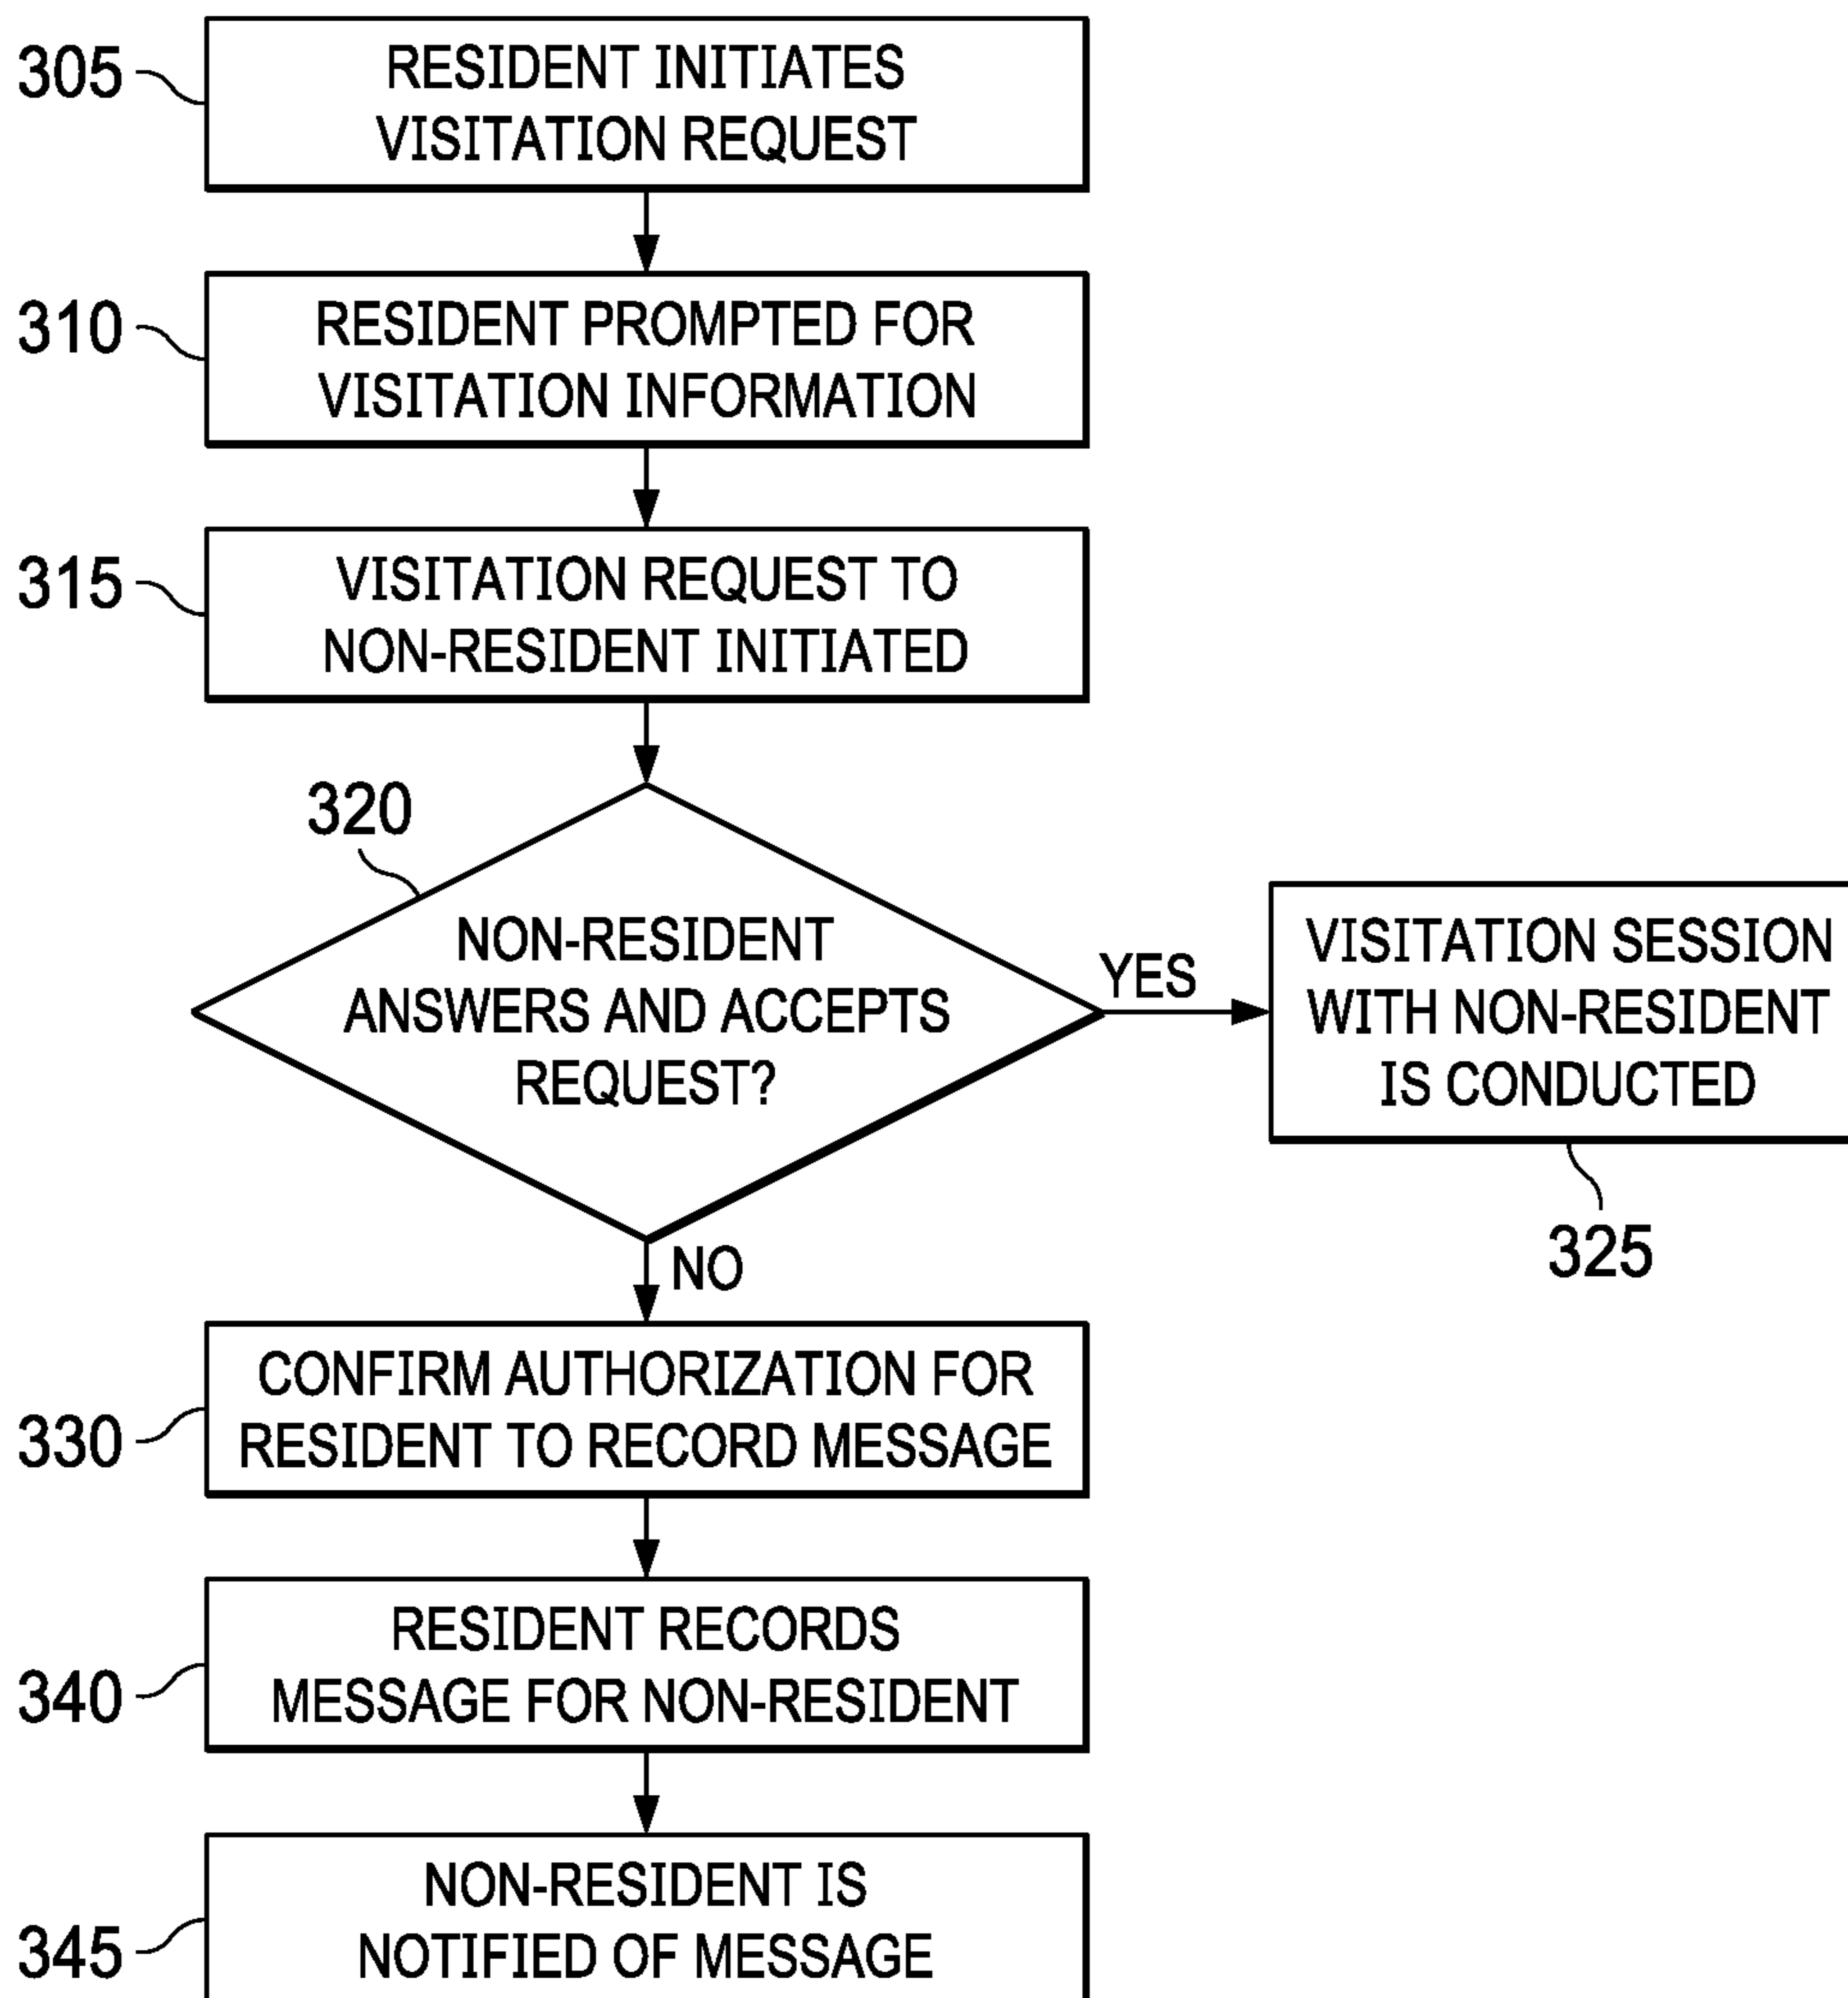 305
RESIDENT INITIATES
VISITATION REQUEST
310
RESIDENT PROMPTED FOR
VISITATION INFORMATION
315
VISITATION REQUEST TO
NON-RESIDENT INITIATED
320
NON-RESIDENT
ANSWERS AND ACCEPTS
REQUEST?
YES
VISITATION SESSION
WITH NON-RESIDENT
IS CONDUCTED
325
NO
330
CONFIRM AUTHORIZATION FOR
RESIDENT TO RECORD MESSAGE
340
RESIDENT RECORDS
MESSAGE FOR NON-RESIDENT
345
NON-RESIDENT IS
NOTIFIED OF MESSAGE